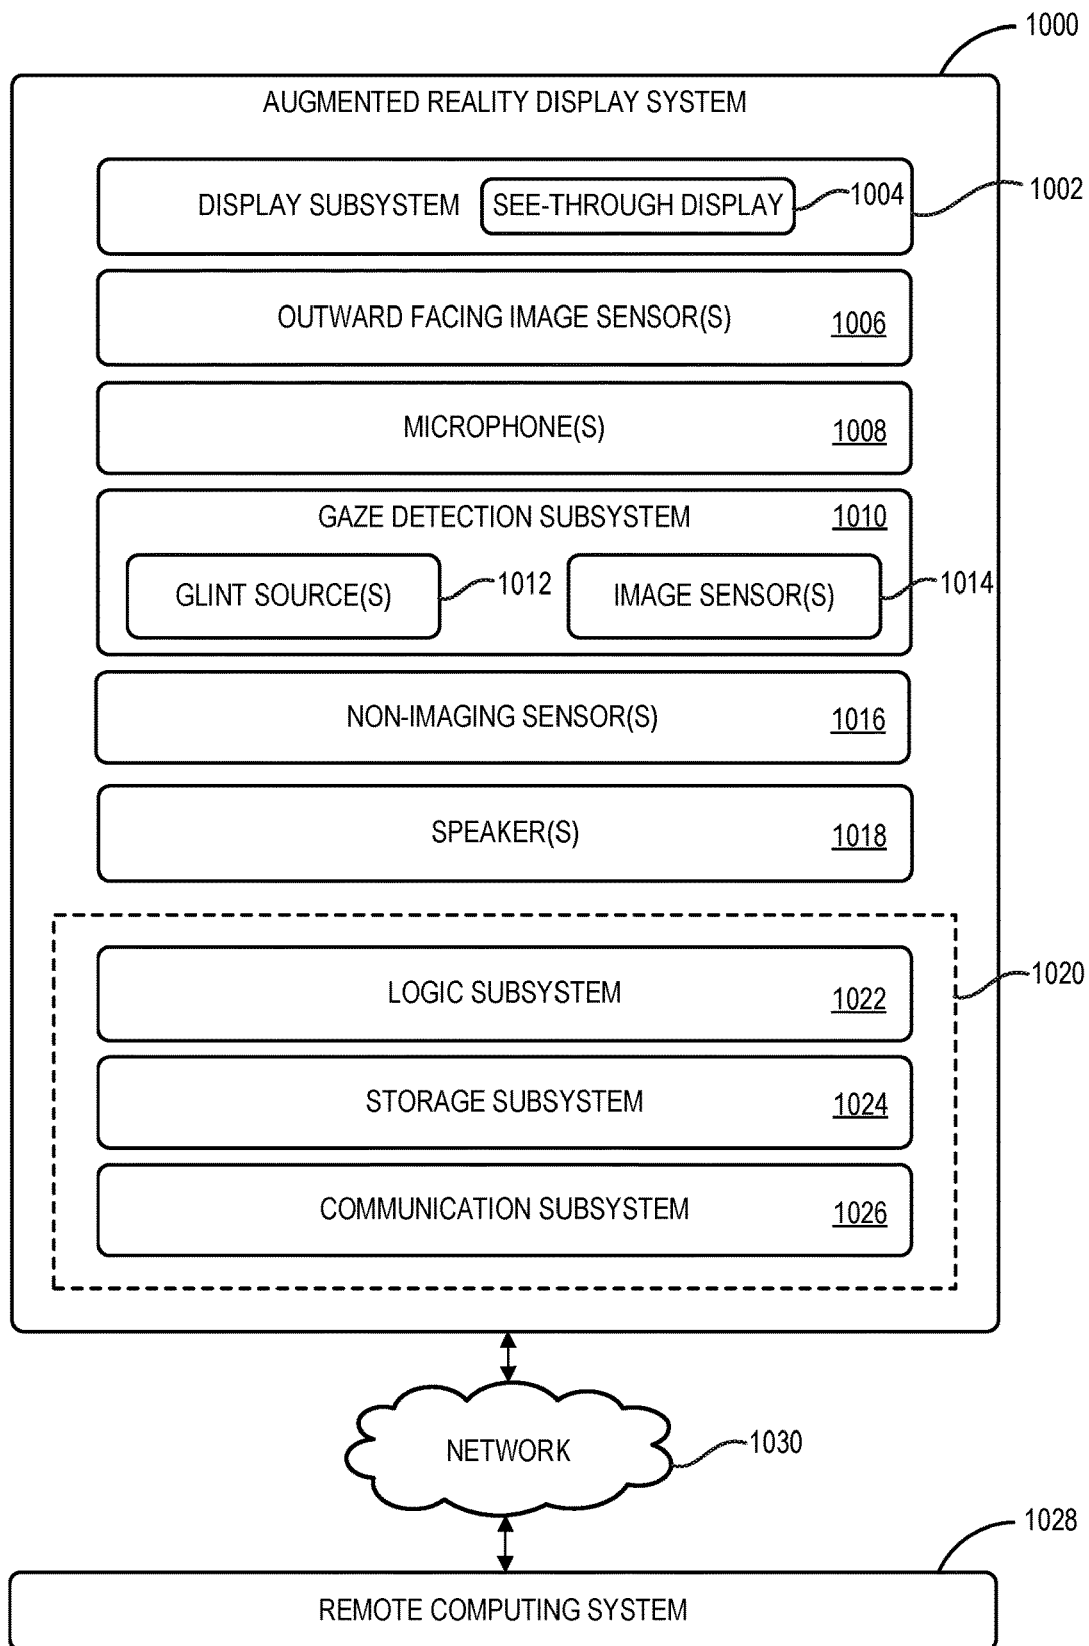 1000
AUGMENTED REALITY DISPLAY SYSTEM
DISPLAY SUBSYSTEM SEE-THROUGH DISPLAY 1004 1002
OUTWARD FACING IMAGE SENSOR(S) 1006
MICROPHONE(S) 1008
GAZE DETECTION SUBSYSTEM 1010
GLINT SOURCE(S) 1012 IMAGE SENSOR(S) 1014
NON-IMAGING SENSOR(S) 1016
SPEAKER(S) 1018
1020
LOGIC SUBSYSTEM 1022
STORAGE SUBSYSTEM 1024
COMMUNICATION SUBSYSTEM 1026
NETWORK 1030
1028
REMOTE COMPUTING SYSTEM